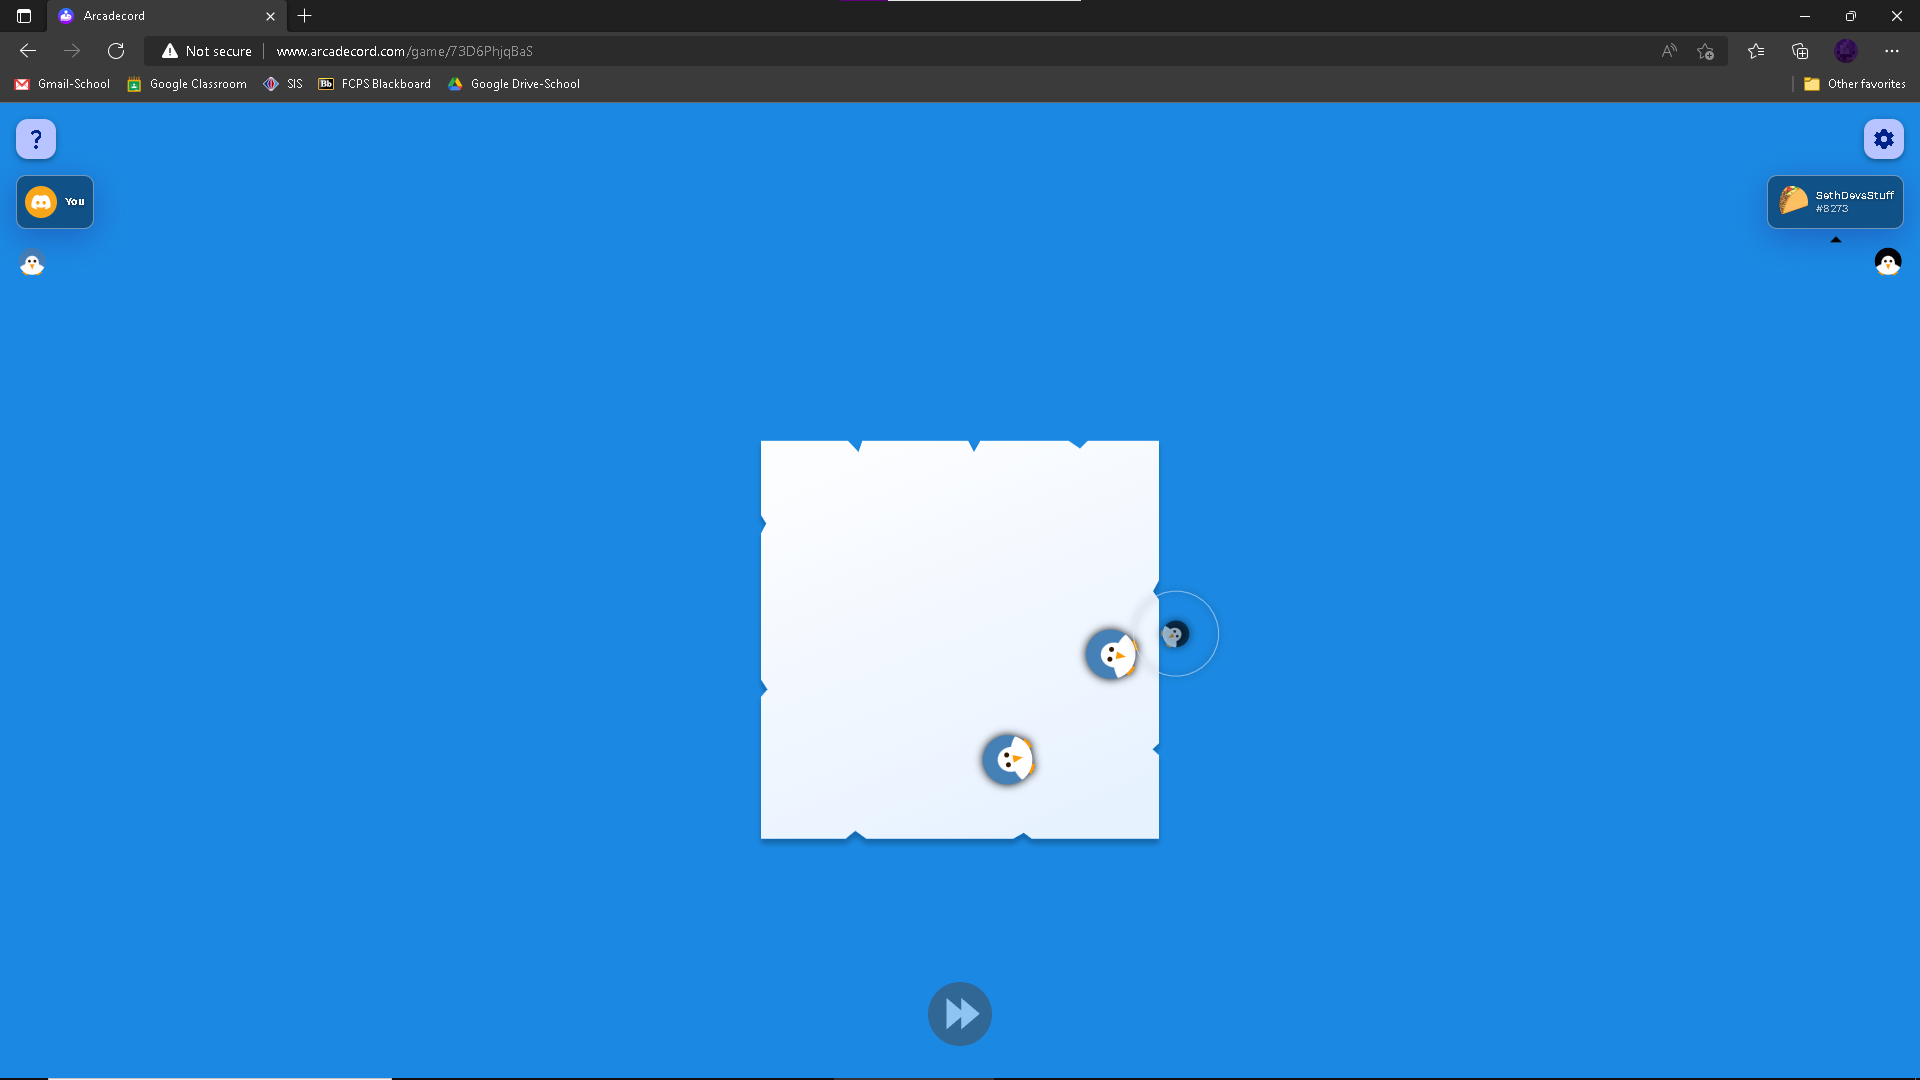 Arcadecord
Not secure
www.arcadecord.com/game/73D6PhjqBaS
Gmail-School
Google Classroom
SIS
Bb
FCPS Blackboard
Google Drive-School
Other favorites
?
You
SethDevsStuff
#8273